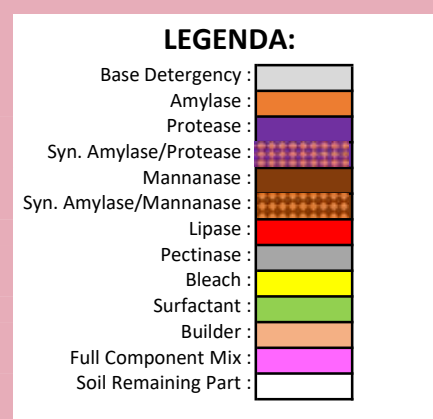 LEGENDA:
Base Detergency :
Amylase :
Protease :
Syn. Amylase/Protease :
Mannanase :
Syn. Amylase/Mannanase :
Lipase :
Pectinase :
Bleach :
Surfactant :
Builder :
Full Component Mix :
Soil Remaining Part :